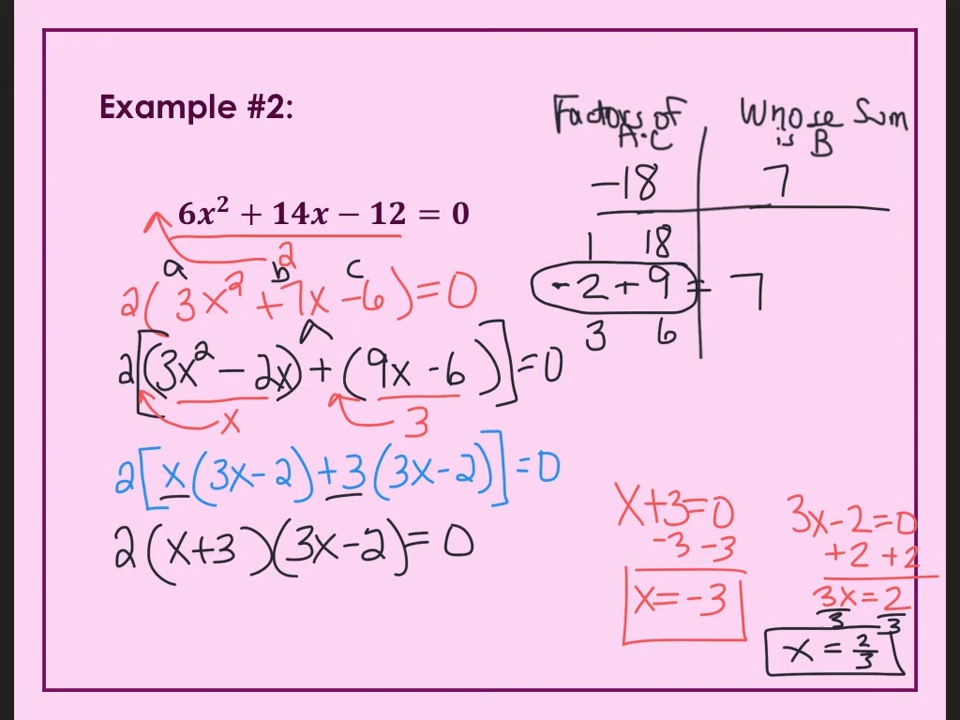 Example #2:
6x² + 14x − 12 = 0
2
a b c
2(3x² + 7x − 6) = 0
2[(3x² − 2x) + (9x − 6)] = 0
x 3
2[x(3x − 2) + 3(3x − 2)] = 0
2(x + 3)(3x − 2) = 0
Factors of A·C
Whose Sum is B
−18 7
1 18
−2 + 9 = 7
3 6
x + 3 = 0
−3 −3
x = −3
3x − 2 = 0
+2 +2
3x = 2
3 3
x = 2/3